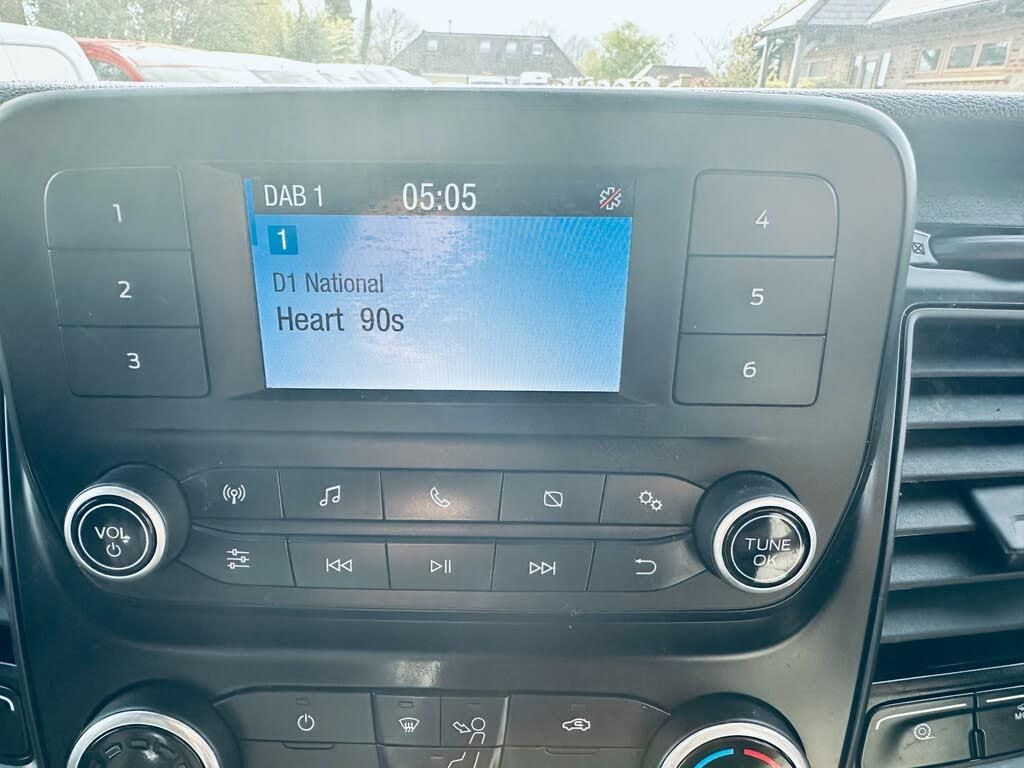 DAB 1 05:05
1
D1 National
Heart 90s
1
2
3
4
5
6
VOL
TUNE
OK